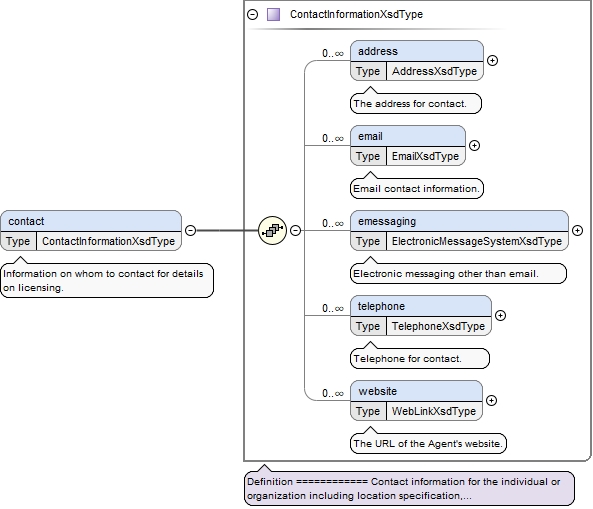 ContactInformationXsdType
0..∞
address
Type AddressXsdType
The address for contact.
0..∞
email
Type EmailXsdType
Email contact information.
contact
Type ContactInformationXsdType
Information on whom to contact for details
on licensing.
0..∞
emessaging
Type ElectronicMessageSystemXsdType
Electronic messaging other than email.
0..∞
telephone
Type TelephoneXsdType
Telephone for contact.
0..∞
website
Type WebLinkXsdType
The URL of the Agent's website.
Definition ============ Contact information for the individual or
organization including location specification,...